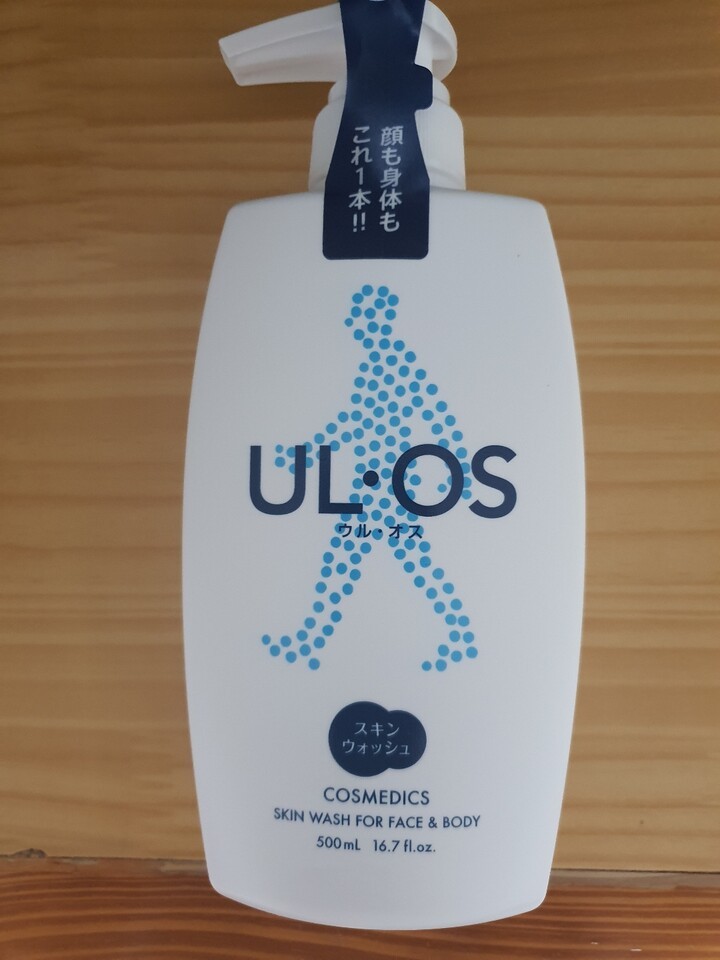 顔も身体も
これ1本!!
UL·OS
ウル・オス
スキン
ウォッシュ
COSMEDICS
SKIN WASH FOR FACE & BODY
500mL 16.7 fl.oz.